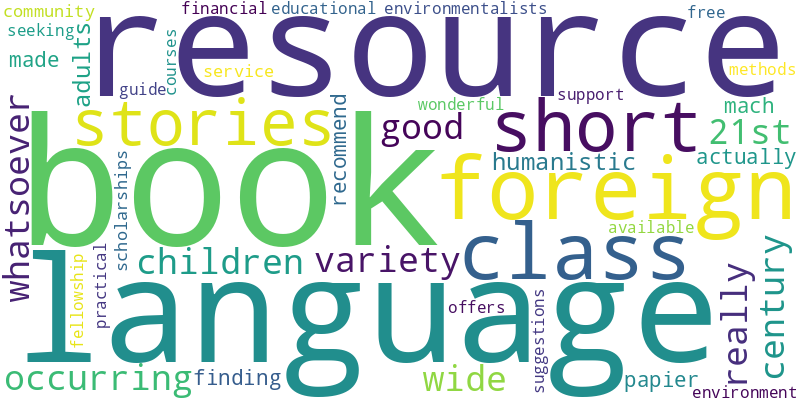 community
financial
educational
environmentalists
free
seeking
resource
made
adults
courses
guide
service
methods
whatsoever
stories
recommend
wonderful
support
short
mach
good
21st
book
humanistic
actually
foreign
scholarships
practical
available
children
variety
class
century
language
fellowship
really
offers
suggestions
occurring
finding
wide
papier
environment